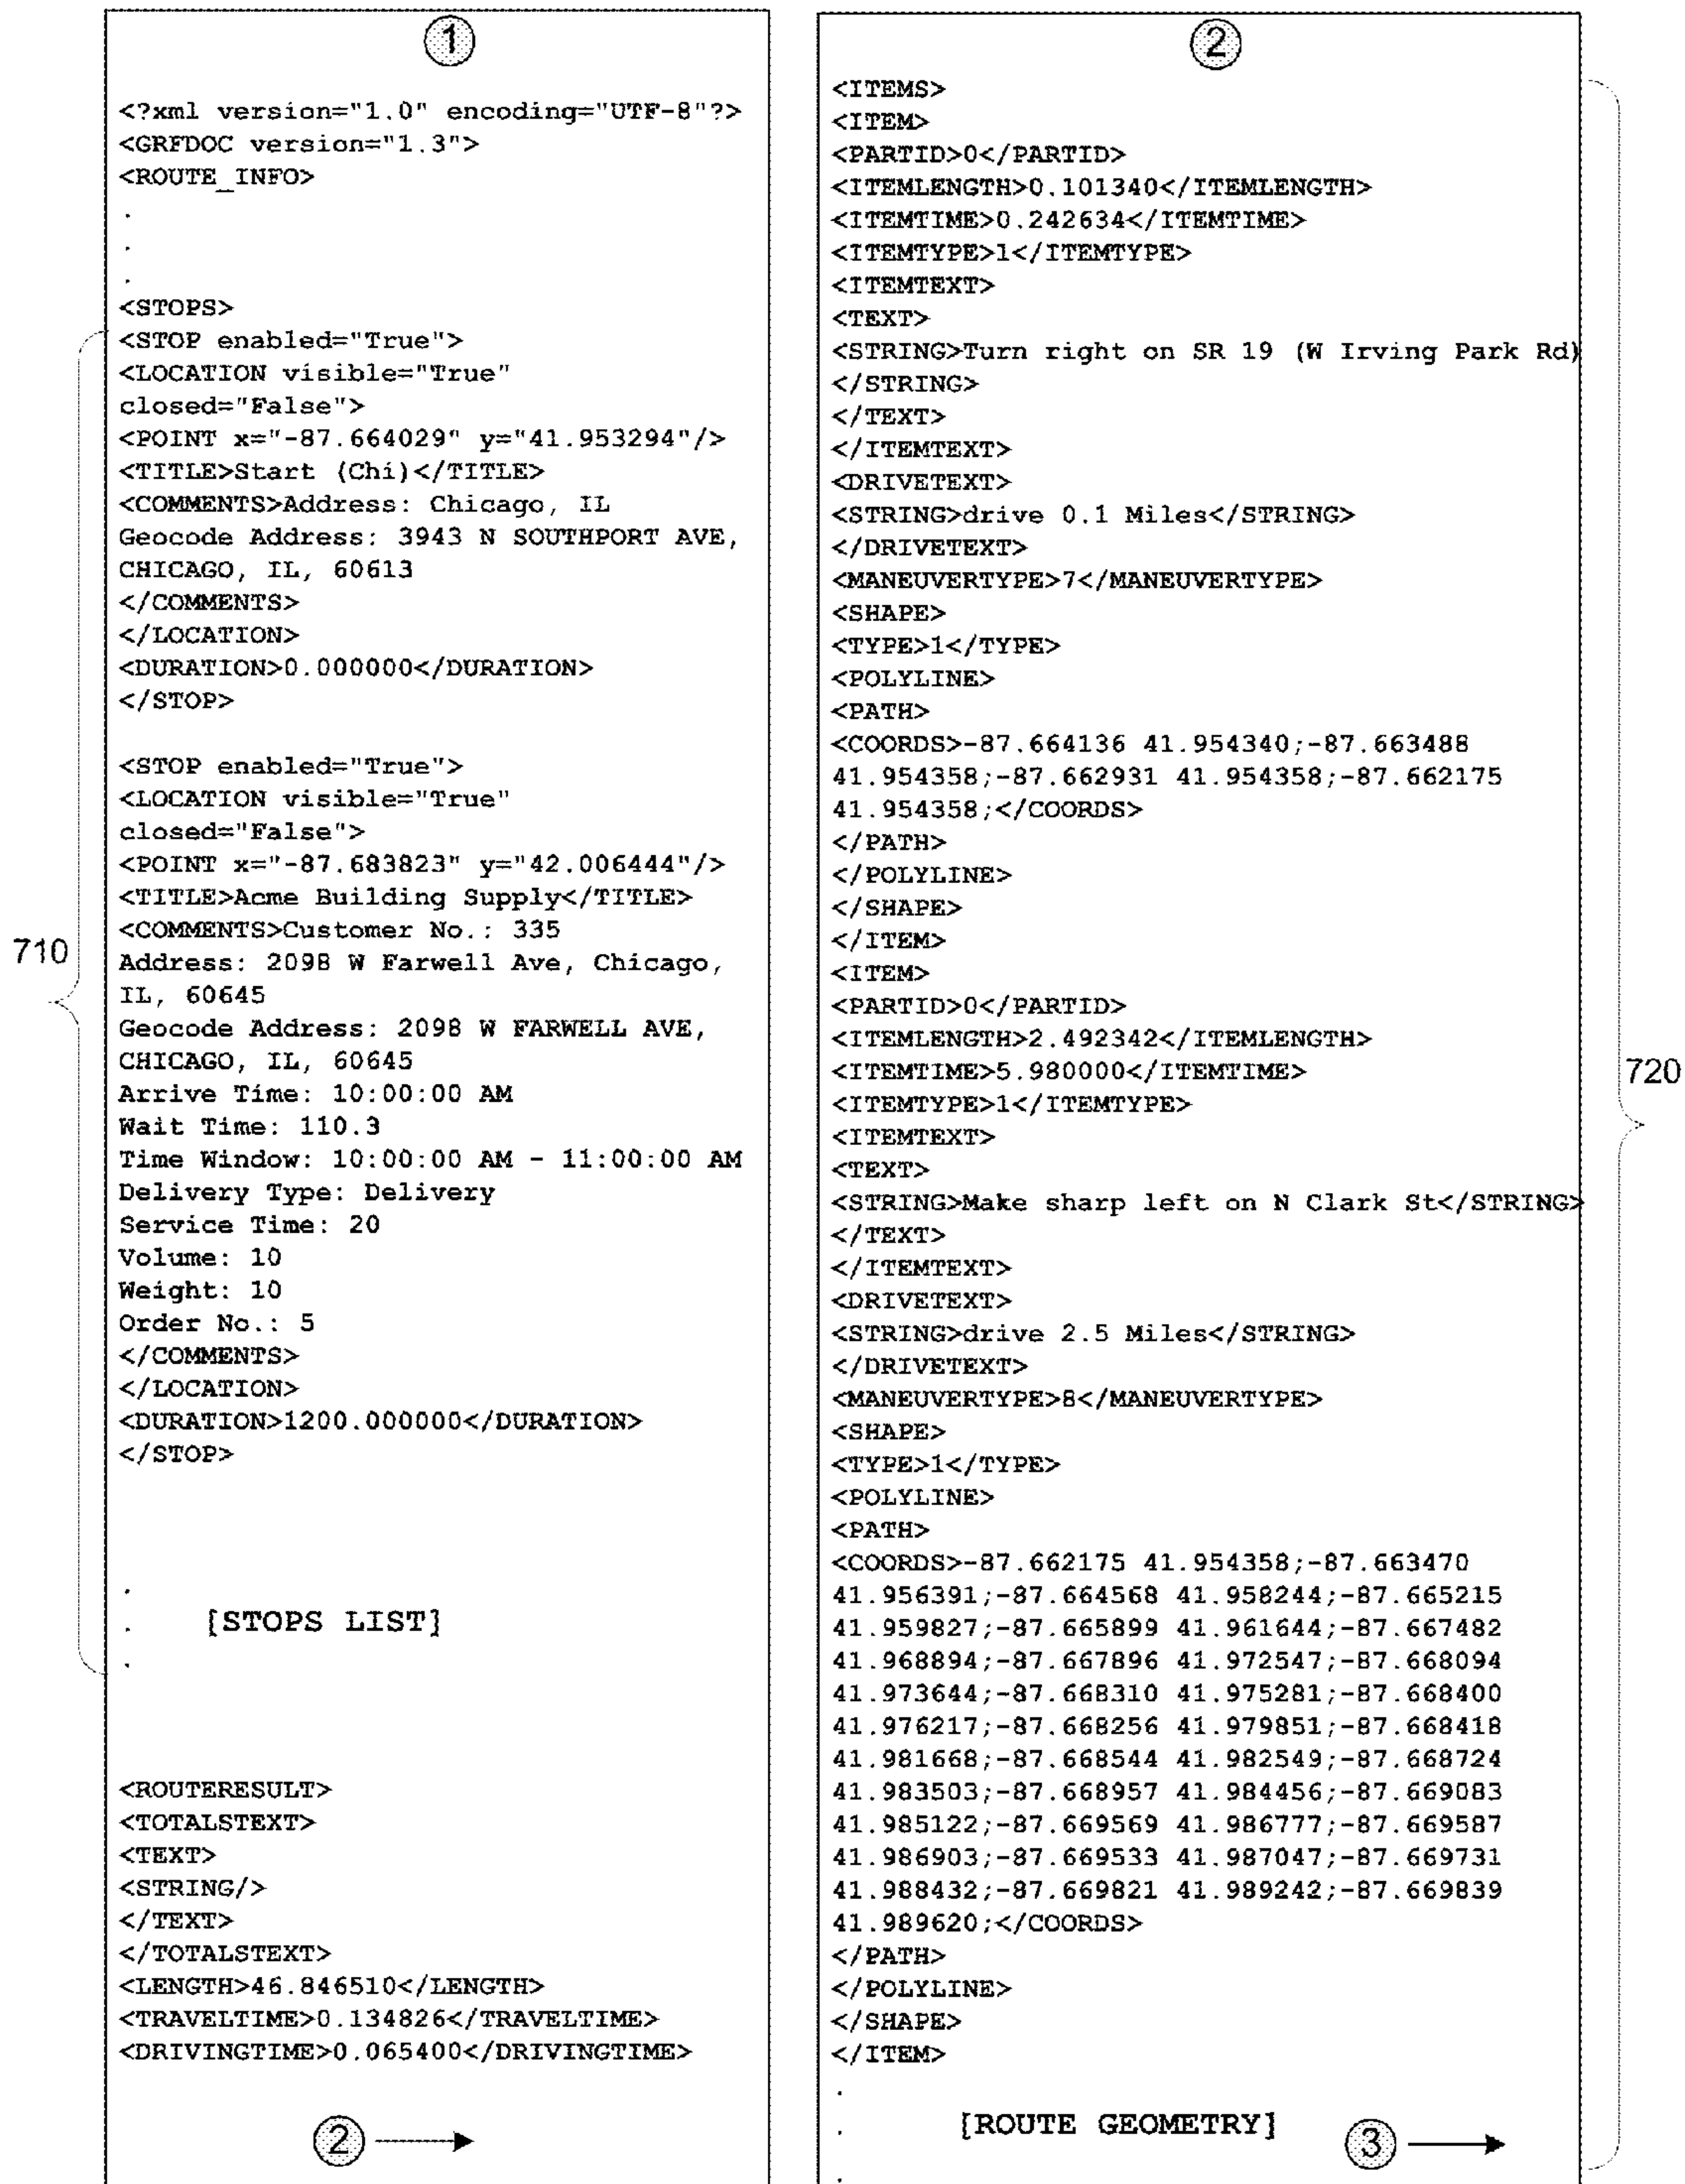 1
<?xml version="1.0" encoding="UTF-8"?>
<GRFDOC version="1.3">
<ROUTE_INFO>
.
.
.
<STOPS>
<STOP enabled="True">
<LOCATION visible="True"
closed="False">
<POINT x="-87.664029" y="41.953294"/>
<TITLE>Start (Chi)</TITLE>
<COMMENTS>Address: Chicago, IL
Geocode Address: 3943 N SOUTHPORT AVE,
CHICAGO, IL, 60613
</COMMENTS>
</LOCATION>
<DURATION>0.000000</DURATION>
</STOP>
<STOP enabled="True">
<LOCATION visible="True"
closed="False">
<POINT x="-87.683823" y="42.006444"/>
<TITLE>Acme Building Supply</TITLE>
<COMMENTS>Customer No.: 335
Address: 2098 W Farwell Ave, Chicago,
IL, 60645
Geocode Address: 2098 W FARWELL AVE,
CHICAGO, IL, 60645
Arrive Time: 10:00:00 AM
Wait Time: 110.3
Time Window: 10:00:00 AM - 11:00:00 AM
Delivery Type: Delivery
Service Time: 20
Volume: 10
Weight: 10
Order No.: 5
</COMMENTS>
</LOCATION>
<DURATION>1200.000000</DURATION>
</STOP>
.
. [STOPS LIST]
.
<ROUTERESULT>
<TOTALSTEXT>
<TEXT>
<STRING/>
</TEXT>
</TOTALSTEXT>
<LENGTH>46.846510</LENGTH>
<TRAVELTIME>0.134826</TRAVELTIME>
<DRIVINGTIME>0.065400</DRIVINGTIME>
2
710
2
<ITEMS>
<ITEM>
<PARTID>0</PARTID>
<ITEMLENGTH>0.101340</ITEMLENGTH>
<ITEMTIME>0.242634</ITEMTIME>
<ITEMTYPE>1</ITEMTYPE>
<ITEMTEXT>
<TEXT>
<STRING>Turn right on SR 19 (W Irving Park Rd)
</STRING>
</TEXT>
</ITEMTEXT>
<DRIVETEXT>
<STRING>drive 0.1 Miles</STRING>
</DRIVETEXT>
<MANEUVERTYPE>7</MANEUVERTYPE>
<SHAPE>
<TYPE>1</TYPE>
<POLYLINE>
<PATH>
<COORDS>-87.664136 41.954340;-87.663488
41.954358;-87.662931 41.954358;-87.662175
41.954358;</COORDS>
</PATH>
</POLYLINE>
</SHAPE>
</ITEM>
<ITEM>
<PARTID>0</PARTID>
<ITEMLENGTH>2.492342</ITEMLENGTH>
<ITEMTIME>5.980000</ITEMTIME>
<ITEMTYPE>1</ITEMTYPE>
<ITEMTEXT>
<TEXT>
<STRING>Make sharp left on N Clark St</STRING>
</TEXT>
</ITEMTEXT>
<DRIVETEXT>
<STRING>drive 2.5 Miles</STRING>
</DRIVETEXT>
<MANEUVERTYPE>8</MANEUVERTYPE>
<SHAPE>
<TYPE>1</TYPE>
<POLYLINE>
<PATH>
<COORDS>-87.662175 41.954358;-87.663470
41.956391;-87.664568 41.958244;-87.665215
41.959827;-87.665899 41.961644;-87.667482
41.968894;-87.667896 41.972547;-87.668094
41.973644;-87.668310 41.975281;-87.668400
41.976217;-87.668256 41.979851;-87.668418
41.981668;-87.668544 41.982549;-87.668724
41.983503;-87.668957 41.984456;-87.669083
41.985122;-87.669569 41.986777;-87.669587
41.986903;-87.669533 41.987047;-87.669731
41.988432;-87.669821 41.989242;-87.669839
41.989620;</COORDS>
</PATH>
</POLYLINE>
</SHAPE>
</ITEM>
.
. [ROUTE GEOMETRY]
.
3
720